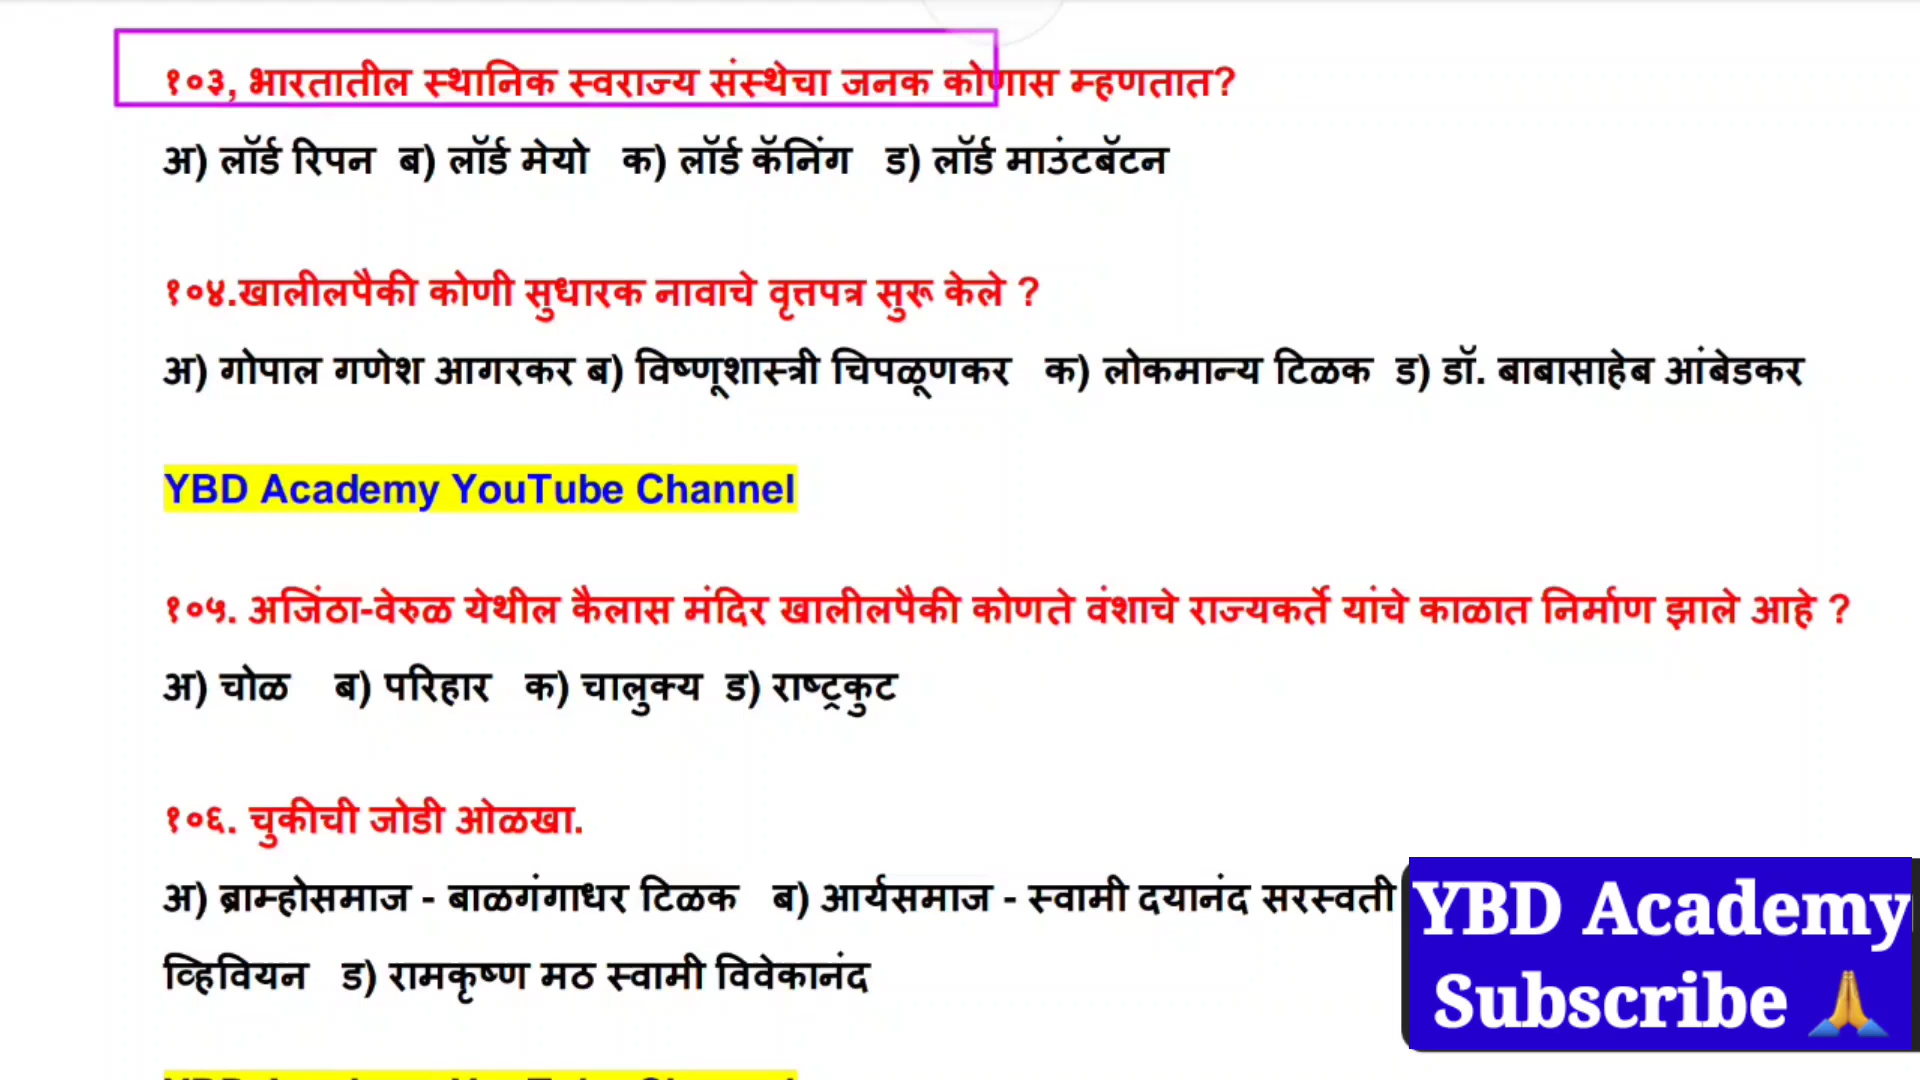 १०३, भारतातील स्थानिक स्वराज्य संस्थेचा जनक कोणास म्हणतात?
अ) लॉर्ड रिपन ब) लॉर्ड मेयो क) लॉर्ड कॅनिंग ड) लॉर्ड माउंटबॅटन
१०४.खालीलपैकी कोणी सुधारक नावाचे वृत्तपत्र सुरू केले ?
अ) गोपाल गणेश आगरकर ब) विष्णूशास्त्री चिपळूणकर क) लोकमान्य टिळक ड) डॉ. बाबासाहेब आंबेडकर
YBD Academy YouTube Channel
१०५. अजिंठा-वेरुळ येथील कैलास मंदिर खालीलपैकी कोणते वंशाचे राज्यकर्ते यांचे काळात निर्माण झाले आहे ?
अ) चोळ ब) परिहार क) चालुक्य ड) राष्ट्रकुट
१०६. चुकीची जोडी ओळखा.
अ) ब्राम्होसमाज - बाळगंगाधर टिळक ब) आर्यसमाज - स्वामी दयानंद सरस्वती
व्हिवियन ड) रामकृष्ण मठ स्वामी विवेकानंद
YBD Academy
Subscribe 🙏